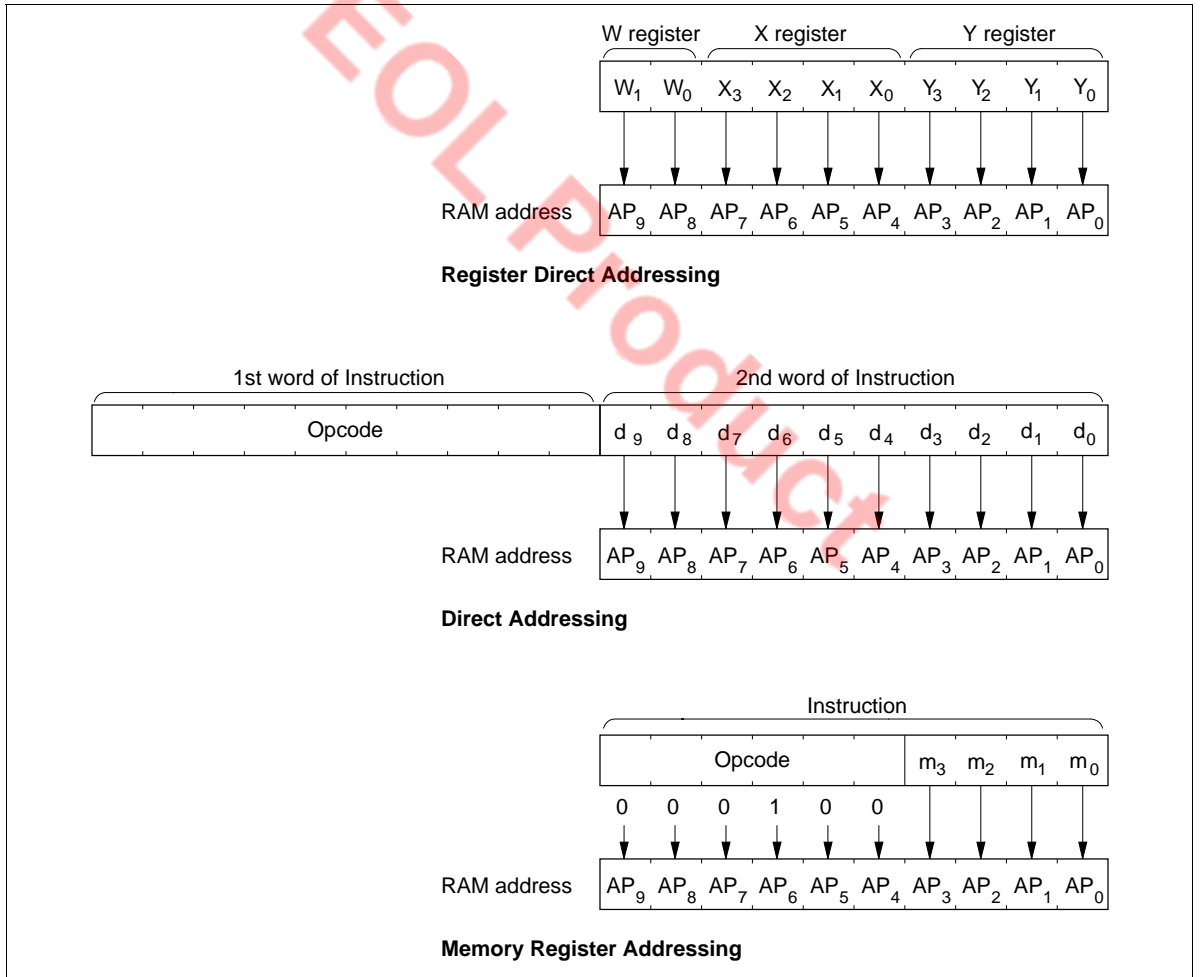 W register X register Y register
W1 W0 X3 X2 X1 X0 Y3 Y2 Y1 Y0
RAM address AP9 AP8 AP7 AP6 AP5 AP4 AP3 AP2 AP1 AP0
Register Direct Addressing
1st word of Instruction 2nd word of Instruction
Opcode d9 d8 d7 d6 d5 d4 d3 d2 d1 d0
RAM address AP9 AP8 AP7 AP6 AP5 AP4 AP3 AP2 AP1 AP0
Direct Addressing
Instruction
Opcode m3 m2 m1 m0
0 0 0 1 0 0
RAM address AP9 AP8 AP7 AP6 AP5 AP4 AP3 AP2 AP1 AP0
Memory Register Addressing
EOL Product